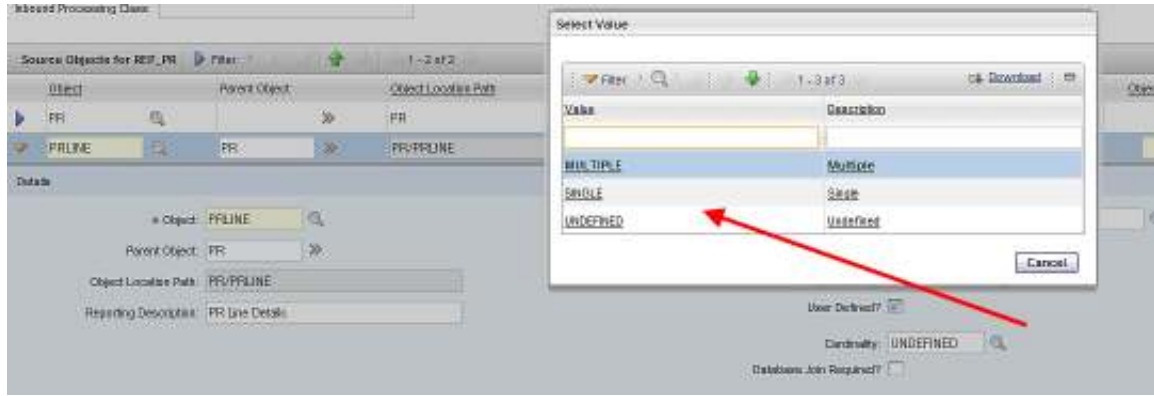 Inbound Processing Class:
Select Value
Source Objects for REP_PR Filter 1 - 2 of 2
Filter 1 - 3 of 3 Download
Object Parent Object Object Location Path
Value Description
PR PR
PRLINE PR PR/PRLINE
MULTIPLE Multiple
SINGLE Single
UNDEFINED Undefined
Details
* Object: PRLINE
Parent Object: PR
Cancel
Object Location Path: PR/PRLINE
Reporting Description: PR Line Details
User Defined?
Cardinality: UNDEFINED
Database Join Required?